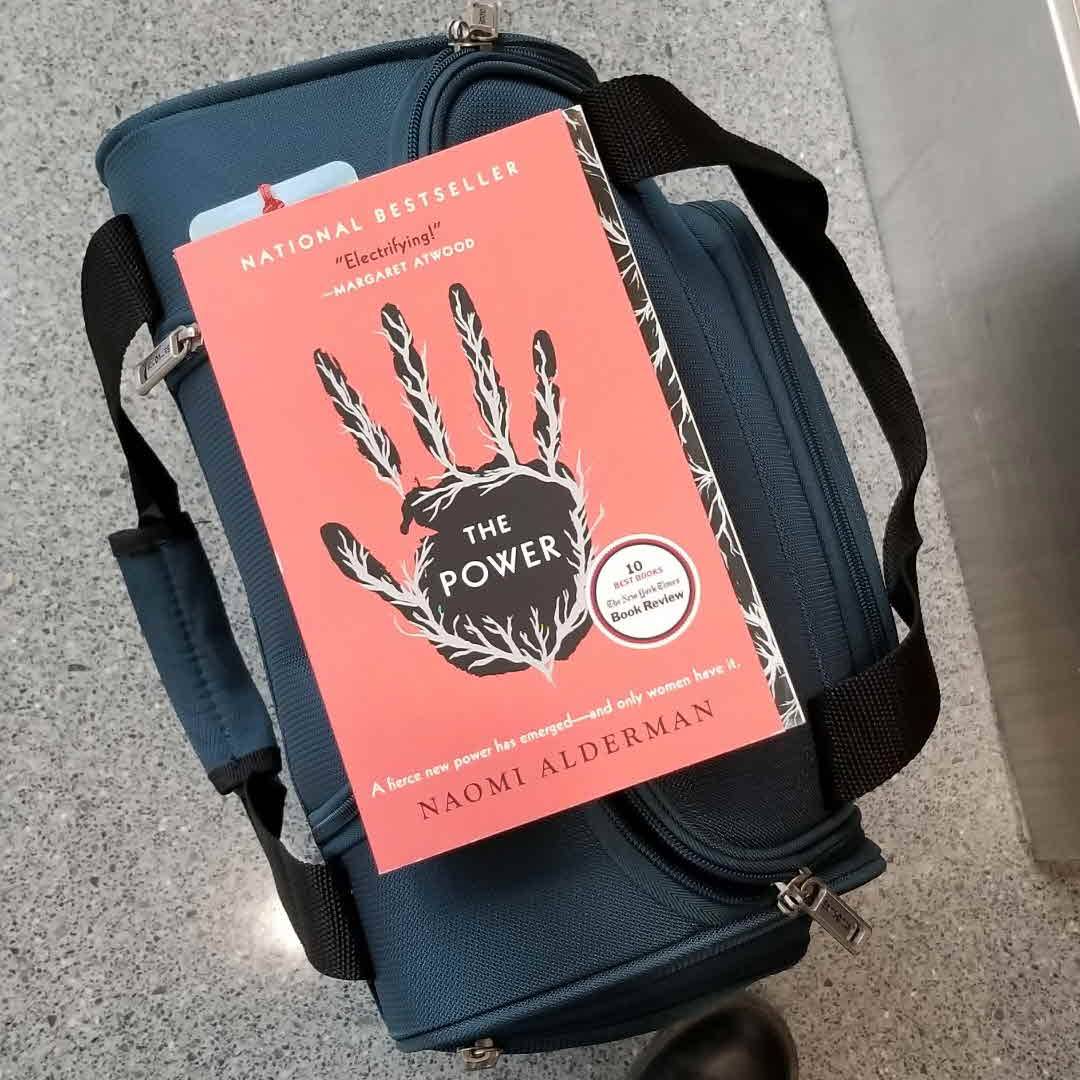 NATIONAL BESTSELLER
"Electrifying!"
—MARGARET ATWOOD
THE
POWER
10
BEST BOOKS
The New York Times
Book Review
A fierce new power has emerged—and only women have it.
NAOMI ALDERMAN